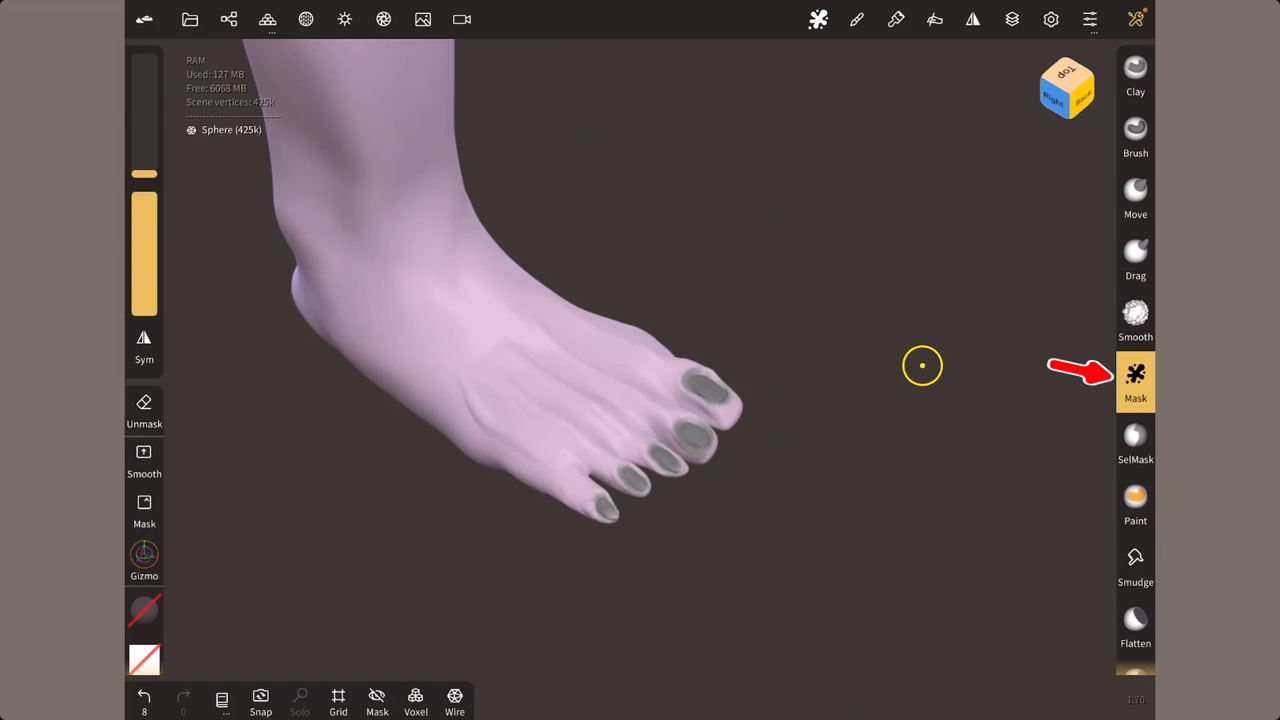 RAM
Used: 127 MB
Free: 6068 MB
Scene vertices: 425k
Sphere (425k)
Top
Right
Back
Sym
Unmask
Smooth
Mask
Gizmo
8
0
Snap
Solo
Grid
Mask
Voxel
Wire
Clay
Brush
Move
Drag
Smooth
Mask
SelMask
Paint
Smudge
Flatten
1.70